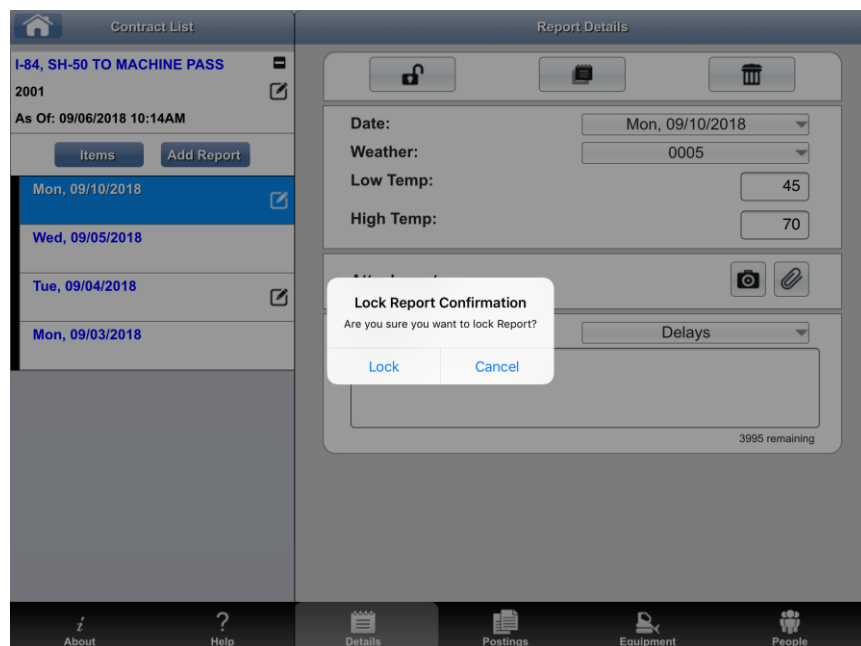 Contract List
Report Details
I-84, SH-50 TO MACHINE PASS
2001
As Of: 09/06/2018 10:14AM
Items
Add Report
Mon, 09/10/2018
Wed, 09/05/2018
Tue, 09/04/2018
Mon, 09/03/2018
Date:
Mon, 09/10/2018
Weather:
0005
Low Temp:
45
High Temp:
70
Lock Report Confirmation
Are you sure you want to lock Report?
Lock
Cancel
Delays
3995 remaining
About
Help
Details
Postings
Equipment
People